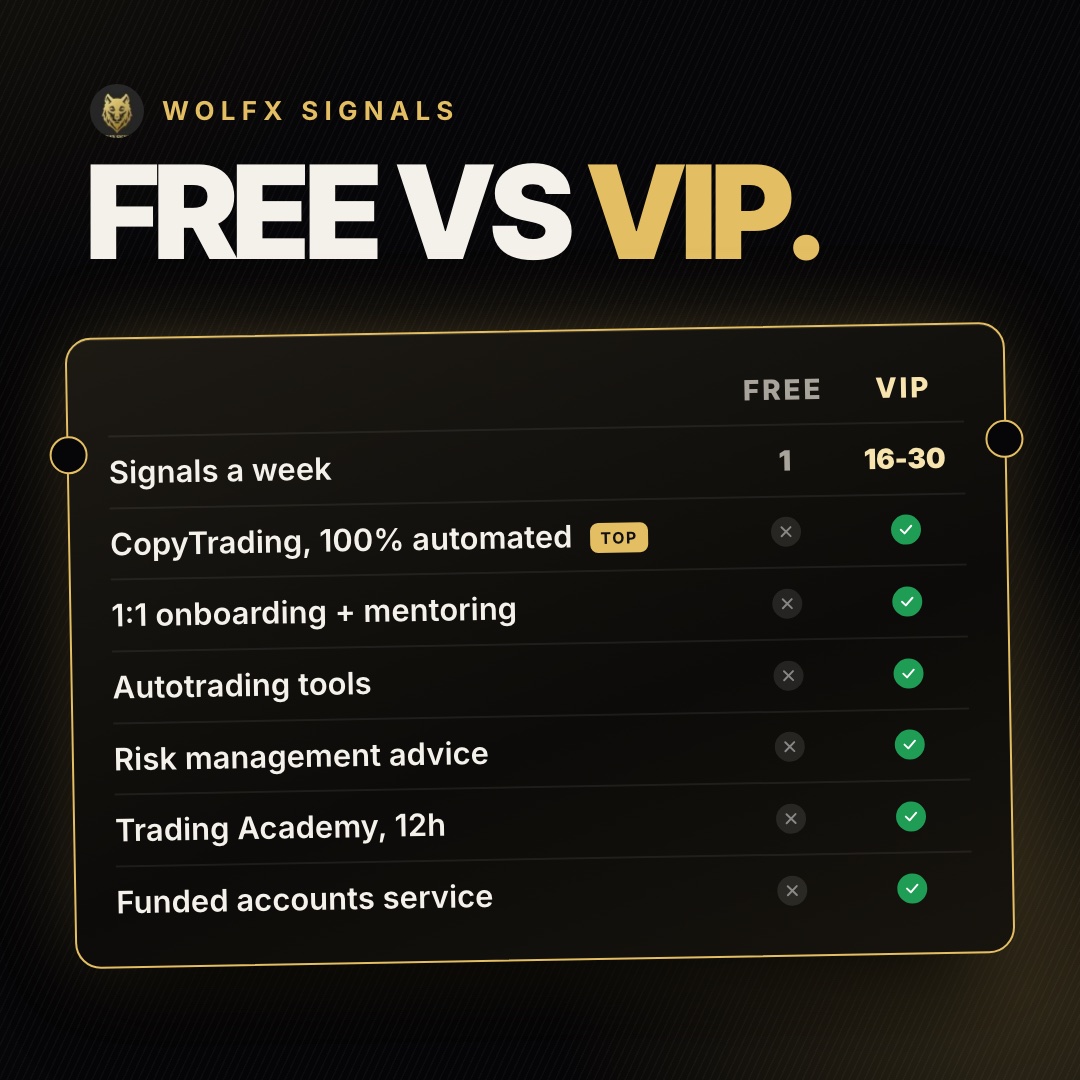 WOLFX SIGNALS
FREE VS VIP.
FREE VIP
Signals a week 1 16-30
CopyTrading, 100% automated TOP
1:1 onboarding + mentoring
Autotrading tools
Risk management advice
Trading Academy, 12h
Funded accounts service